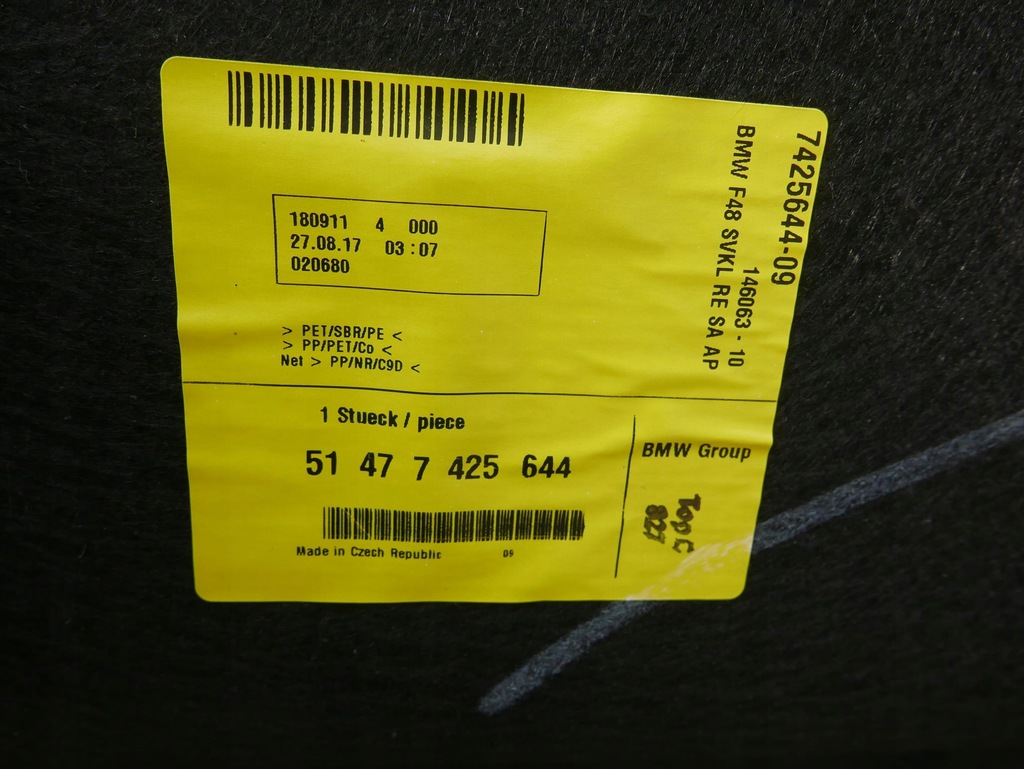 180911 4 000
27.08.17 03:07
020680
> PET/SBR/PE <
> PP/PET/Co <
Net > PP/NR/C9D <
7425644-09
146063 - 10
BMW F48 SVKL RE SA AP
1 Stueck / piece
51 47 7 425 644
Made in Czech Republic 09
BMW Group
Top C
827